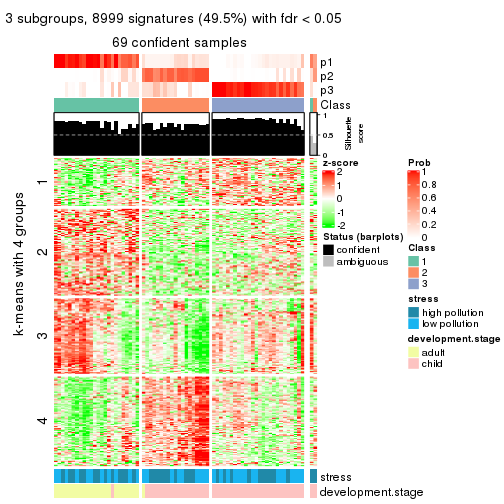 3 subgroups, 8999 signatures (49.5%) with fdr < 0.05
69 confident samples
p1
p2
p3
Class
1
0.5
0
Silhouette
score
k-means with 4 groups
1
2
3
4
stress
development.stage
z-score
2
1
0
-1
-2
Status (barplots)
confident
ambiguous
Prob
1
0.8
0.6
0.4
0.2
0
Class
1
2
3
stress
high pollution
low pollution
development.stage
adult
child